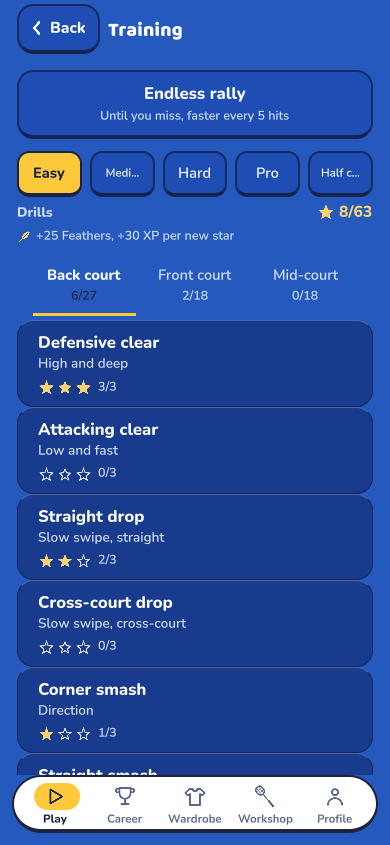 Back
Training
Endless rally
Until you miss, faster every 5 hits
Easy
Medi...
Hard
Pro
Half c...
Drills
8/63
+25 Feathers, +30 XP per new star
Back court
6/27
Front court
2/18
Mid-court
0/18
Defensive clear
High and deep
3/3
Attacking clear
Low and fast
0/3
Straight drop
Slow swipe, straight
2/3
Cross-court drop
Slow swipe, cross-court
0/3
Corner smash
Direction
1/3
Straight smash
Play
Career
Wardrobe
Workshop
Profile